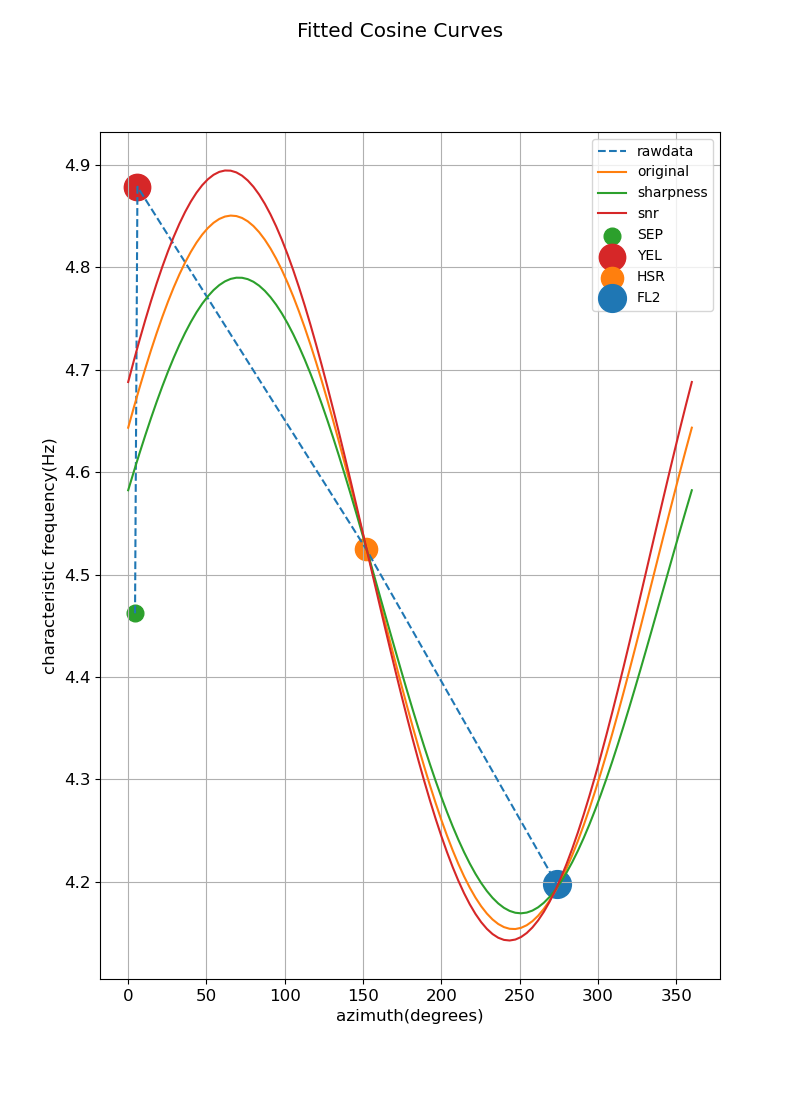 Fitted Cosine Curves
rawdata
original
sharpness
snr
SEP
YEL
HSR
FL2
characteristic frequency(Hz)
4.9
4.8
4.7
4.6
4.5
4.4
4.3
4.2
0 50 100 150 200 250 300 350
azimuth(degrees)